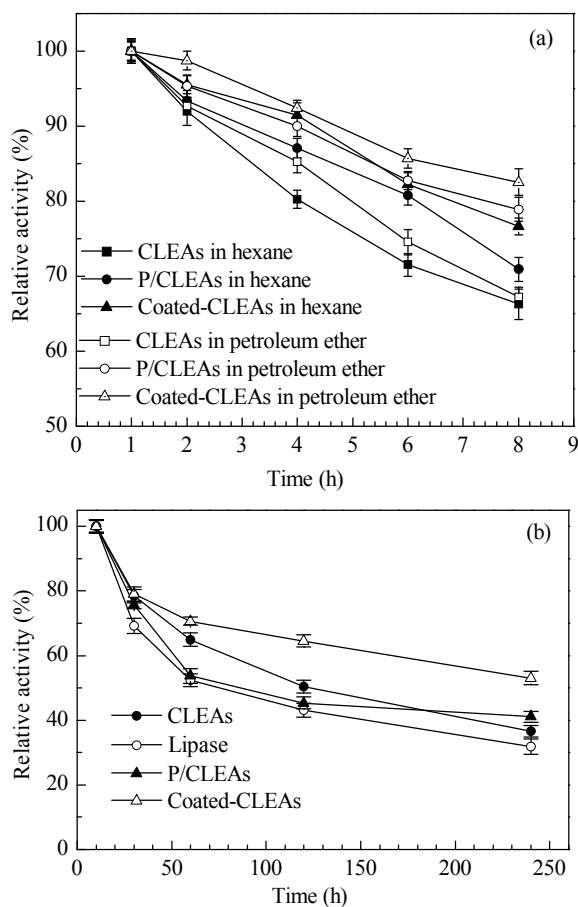 (a)
100
90
80
70
60
50
Relative activity (%)
CLEAs in hexane
P/CLEAs in hexane
Coated-CLEAs in hexane
CLEAs in petroleum ether
P/CLEAs in petroleum ether
Coated-CLEAs in petroleum ether
0 1 2 3 4 5 6 7 8 9
Time (h)
(b)
100
80
60
40
20
0
Relative activity (%)
CLEAs
Lipase
P/CLEAs
Coated-CLEAs
0 50 100 150 200 250
Time (h)